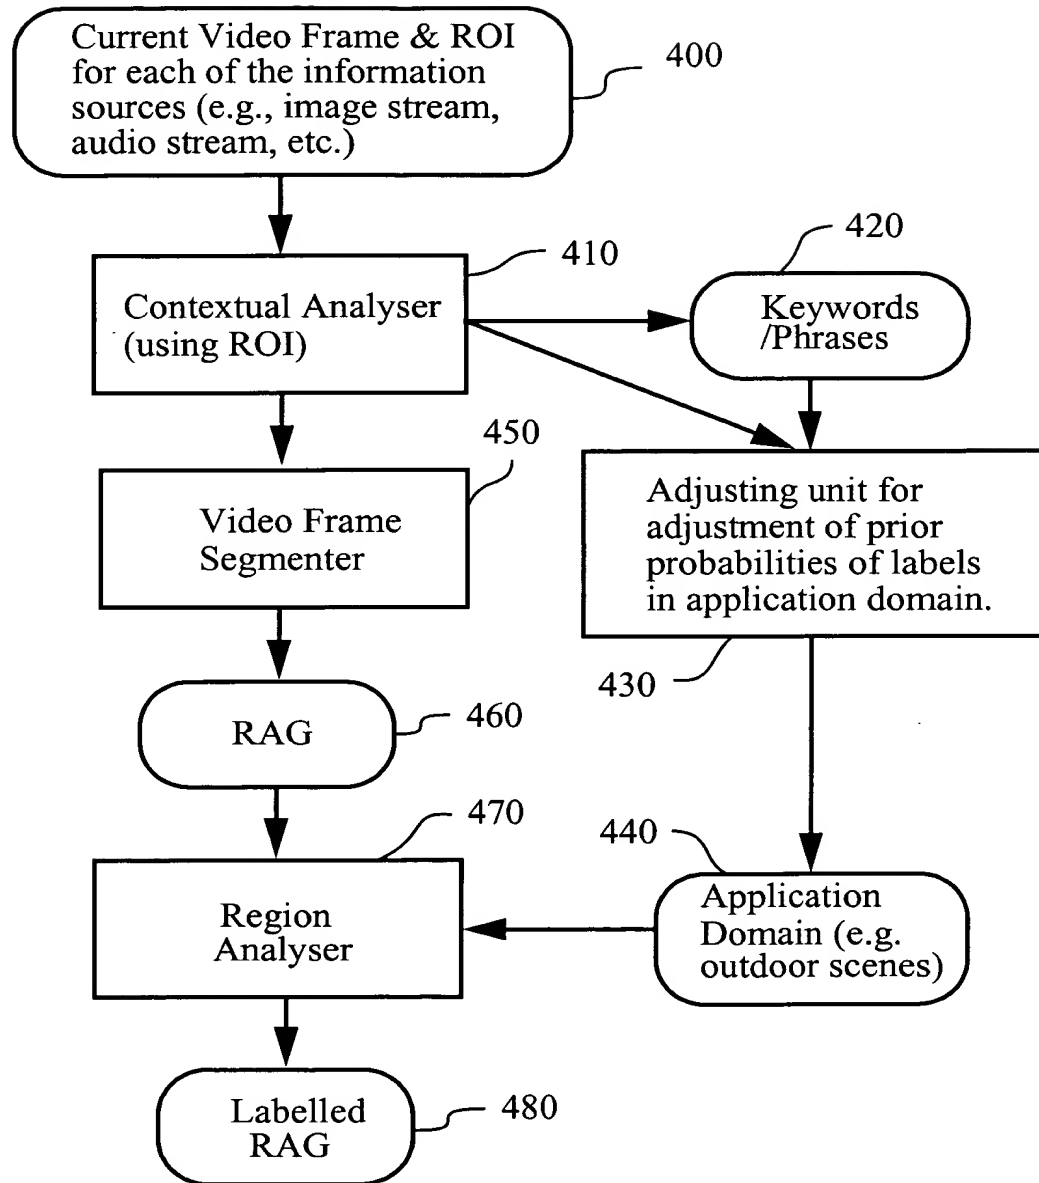 Current Video Frame & ROI
for each of the information
sources (e.g., image stream,
audio stream, etc.)
400
410
Contextual Analyser
(using ROI)
420
Keywords
/Phrases
450
Video Frame
Segmenter
Adjusting unit for
adjustment of prior
probabilities of labels
in application domain.
430
RAG
460
470
Region
Analyser
440
Application
Domain (e.g.
outdoor scenes)
Labelled
RAG
480